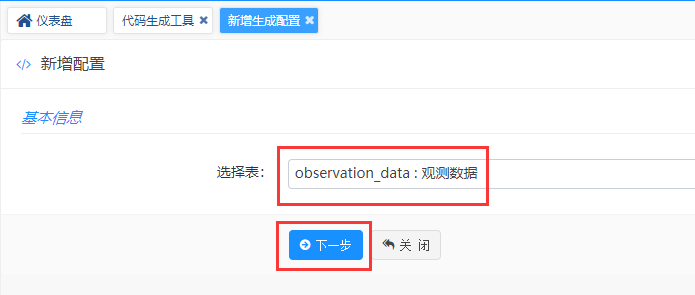 仪表盘 代码生成工具 新增生成配置
新增配置
基本信息
选择表： observation_data : 观测数据
下一步 关 闭